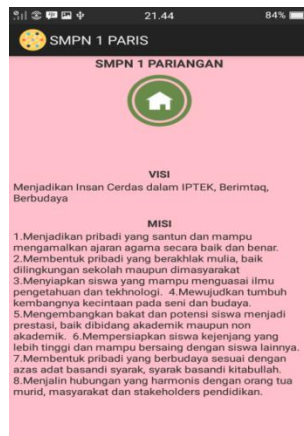 21.44
84%
SMPN 1 PARIS
SMPN 1 PARIANGAN
VISI
Menjadikan Insan Cerdas dalam IPTEK, Berimtaq,
Berbudaya
MISI
1.Menjadikan pribadi yang santun dan mampu
mengamalkan ajaran agama secara baik dan benar.
2.Membentuk pribadi yang berakhlak mulia, baik
dilingkungan sekolah maupun dimasyarakat
3.Menyiapkan siswa yang mampu menguasai ilmu
pengetahuan dan tekhnologi. 4.Mewujudkan tumbuh
kembangnya kecintaan pada seni dan budaya.
5.Mengembangkan bakat dan potensi siswa menjadi
prestasi, baik dibidang akademik maupun non
akademik. 6.Mempersiapkan siswa kejenjang yang
lebih tinggi dan mampu bersaing dengan siswa lainnya.
7.Membentuk pribadi yang berbudaya sesuai dengan
azas adat basandi syarak, syarak basandi kitabullah.
8.Menjalin hubungan yang harmonis dengan orang tua
murid, masyarakat dan stakeholders pendidikan.